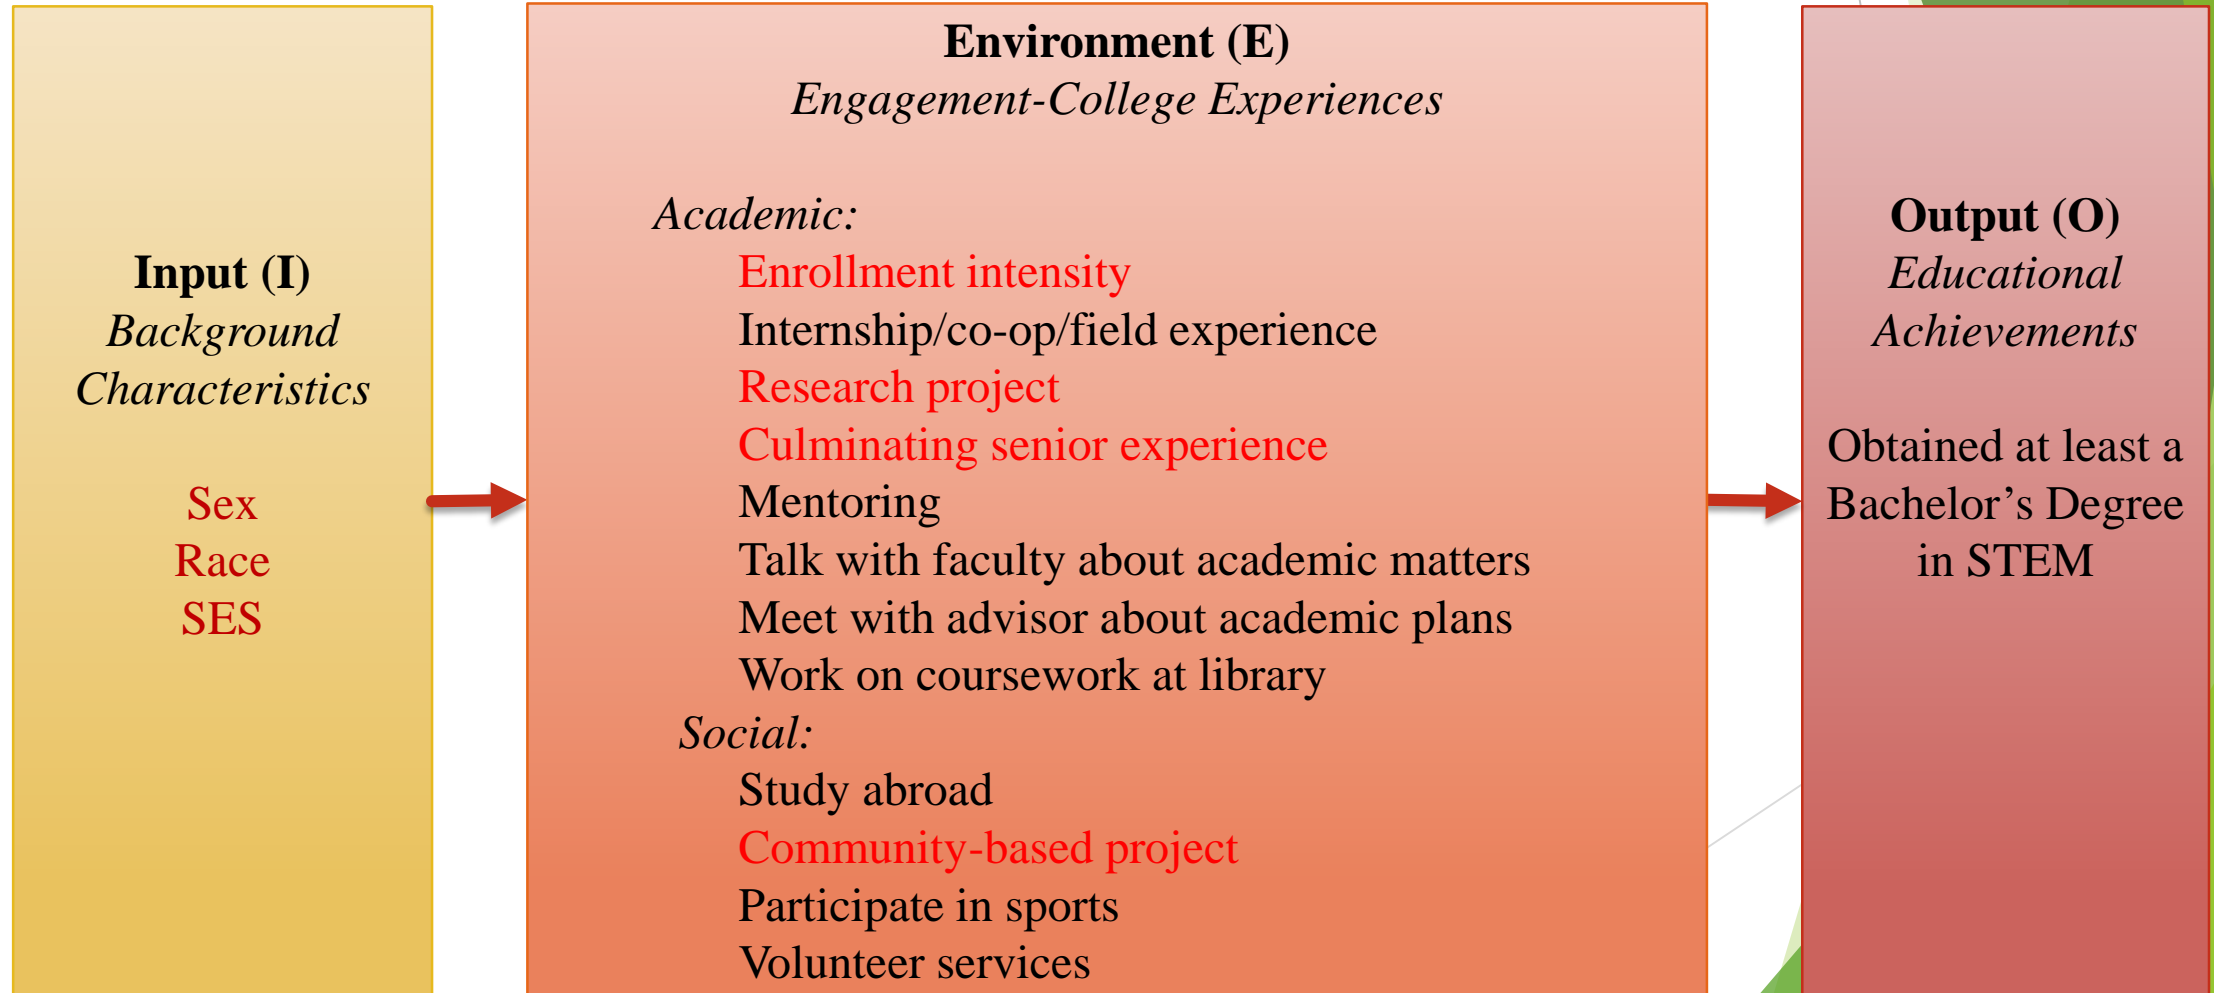 Input (I)
Background
Characteristics
Sex
Race
SES
Environment (E)
Engagement-College Experiences
Academic:
Enrollment intensity
Internship/co-op/field experience
Research project
Culminating senior experience
Mentoring
Talk with faculty about academic matters
Meet with advisor about academic plans
Work on coursework at library
Social:
Study abroad
Community-based project
Participate in sports
Volunteer services
Output (O)
Educational
Achievements
Obtained at least a
Bachelor’s Degree
in STEM